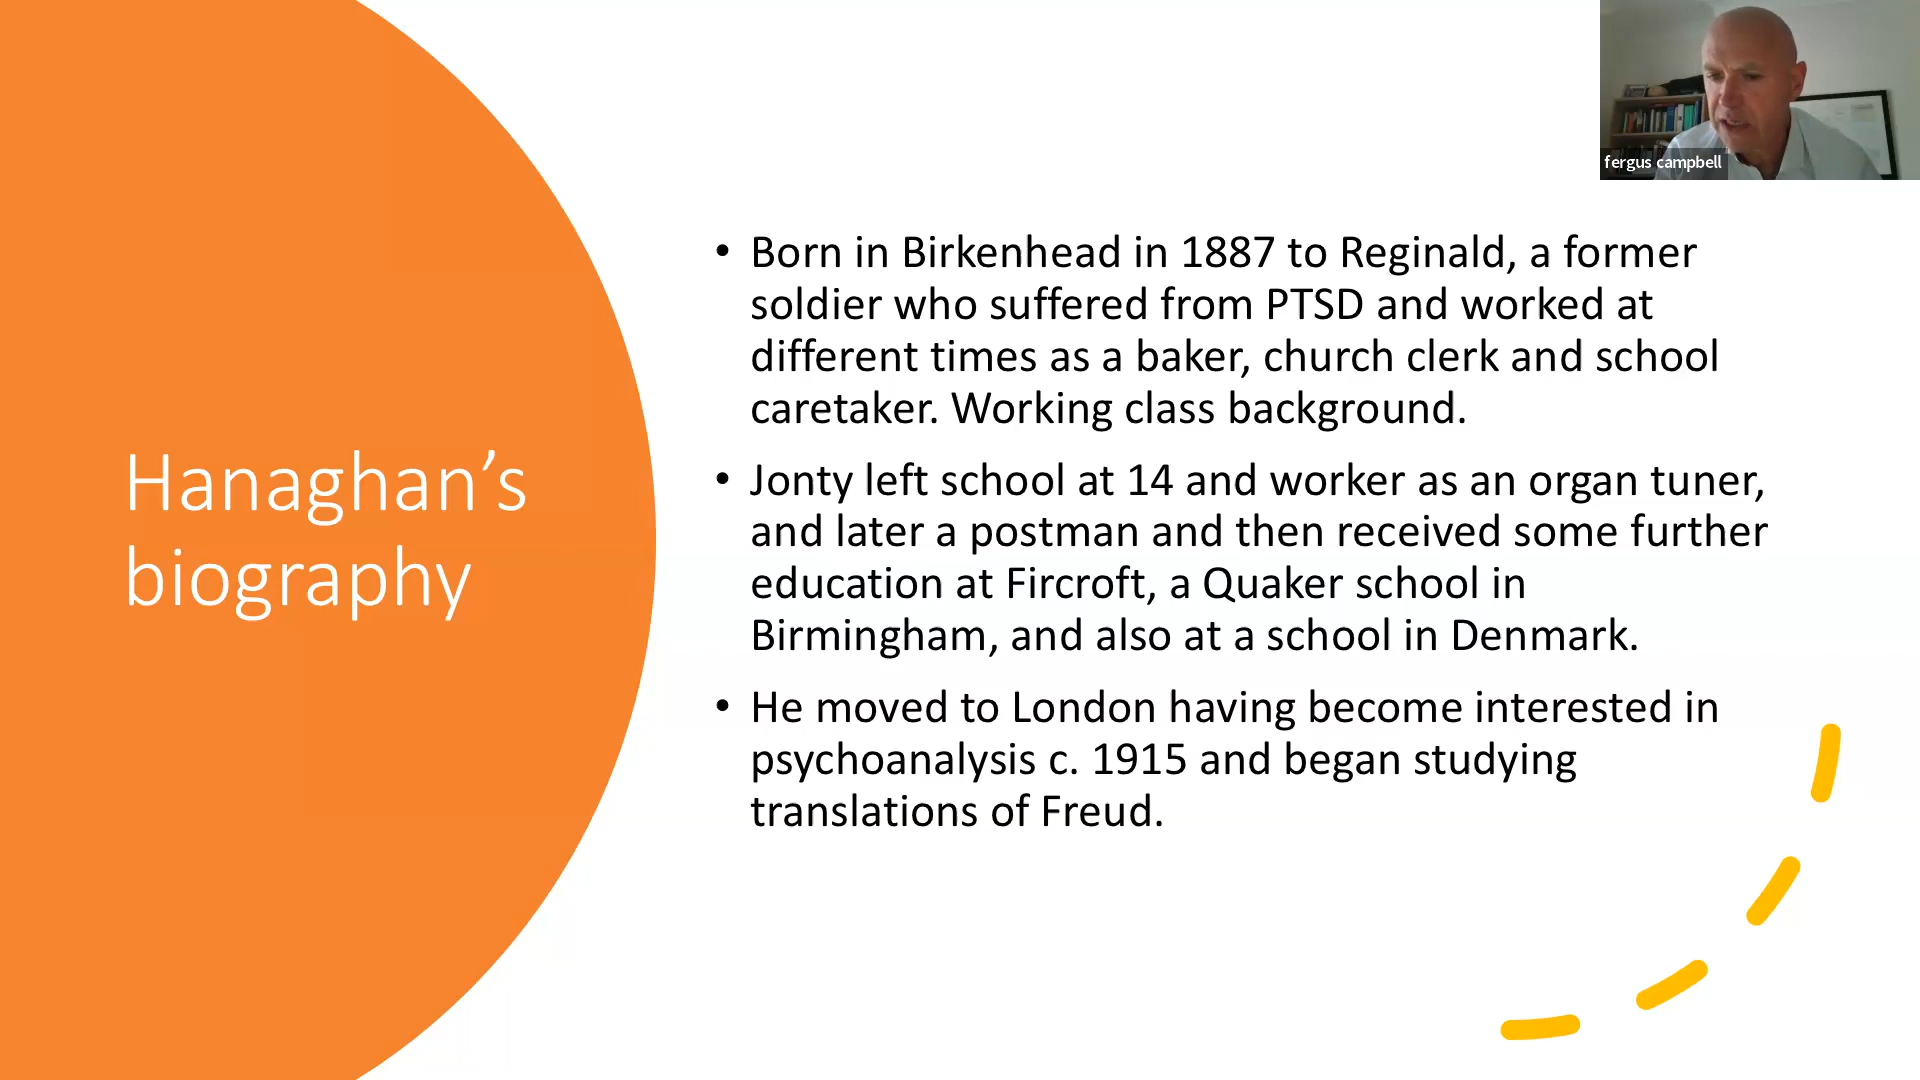 fergus campbell
Hanaghan’s
biography
• Born in Birkenhead in 1887 to Reginald, a former
soldier who suffered from PTSD and worked at
different times as a baker, church clerk and school
caretaker. Working class background.
• Jonty left school at 14 and worker as an organ tuner,
and later a postman and then received some further
education at Fircroft, a Quaker school in
Birmingham, and also at a school in Denmark.
• He moved to London having become interested in
psychoanalysis c. 1915 and began studying
translations of Freud.